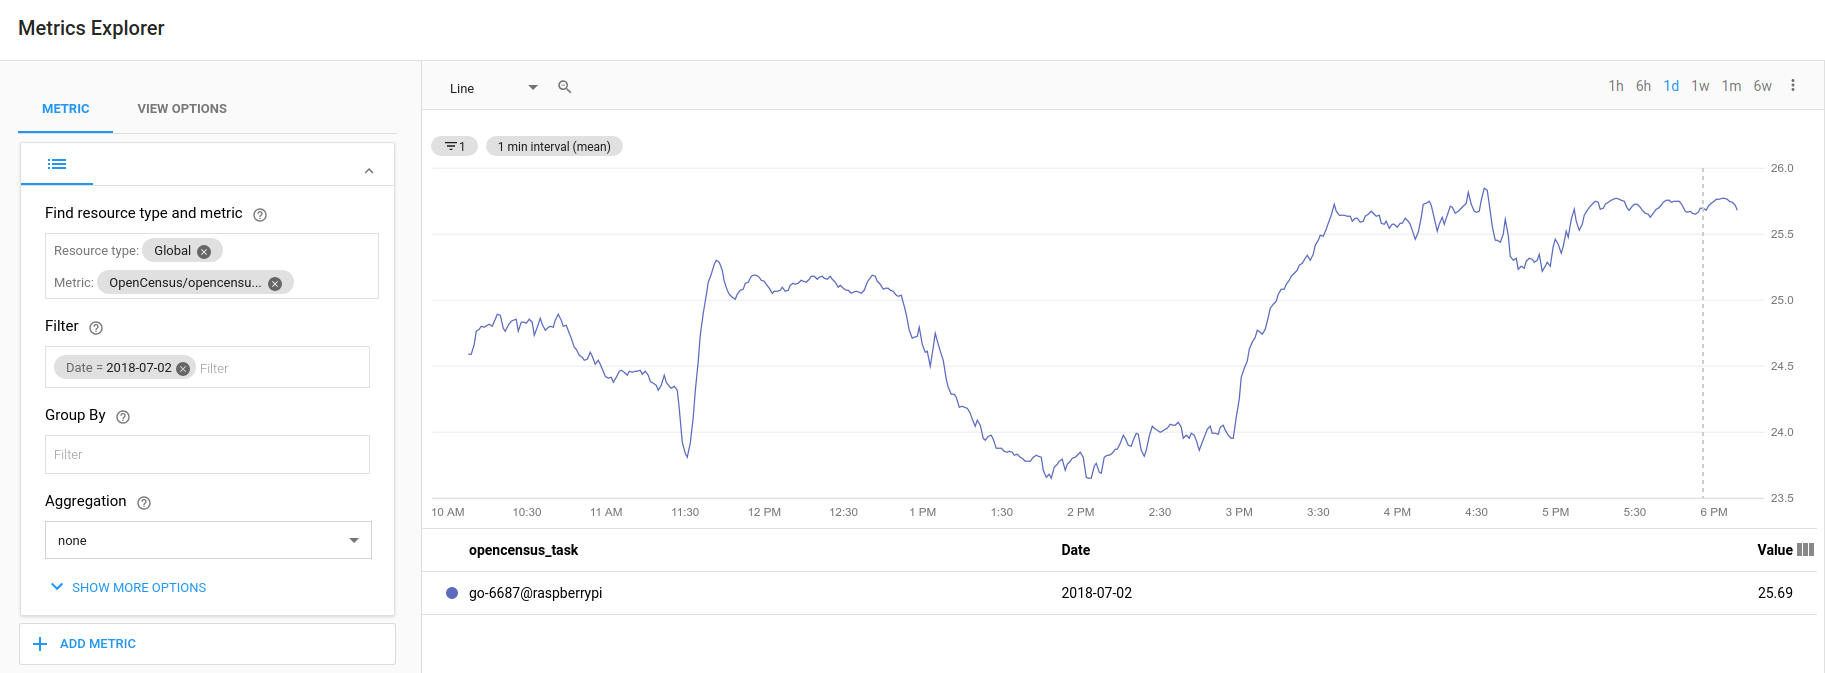 Metrics Explorer
METRIC
VIEW OPTIONS
Find resource type and metric
Resource type: Global
Metric: OpenCensus/opencensu...
Filter
Date = 2018-07-02 Filter
Group By
Filter
Aggregation
none
SHOW MORE OPTIONS
ADD METRIC
Line
1h 6h 1d 1w 1m 6w
1 1 min interval (mean)
26.0
25.5
25.0
24.5
24.0
23.5
10 AM 10:30 11 AM 11:30 12 PM 12:30 1 PM 1:30 2 PM 2:30 3 PM 3:30 4 PM 4:30 5 PM 5:30 6 PM
opencensus_task Date Value
go-6687@raspberrypi 2018-07-02 25.69